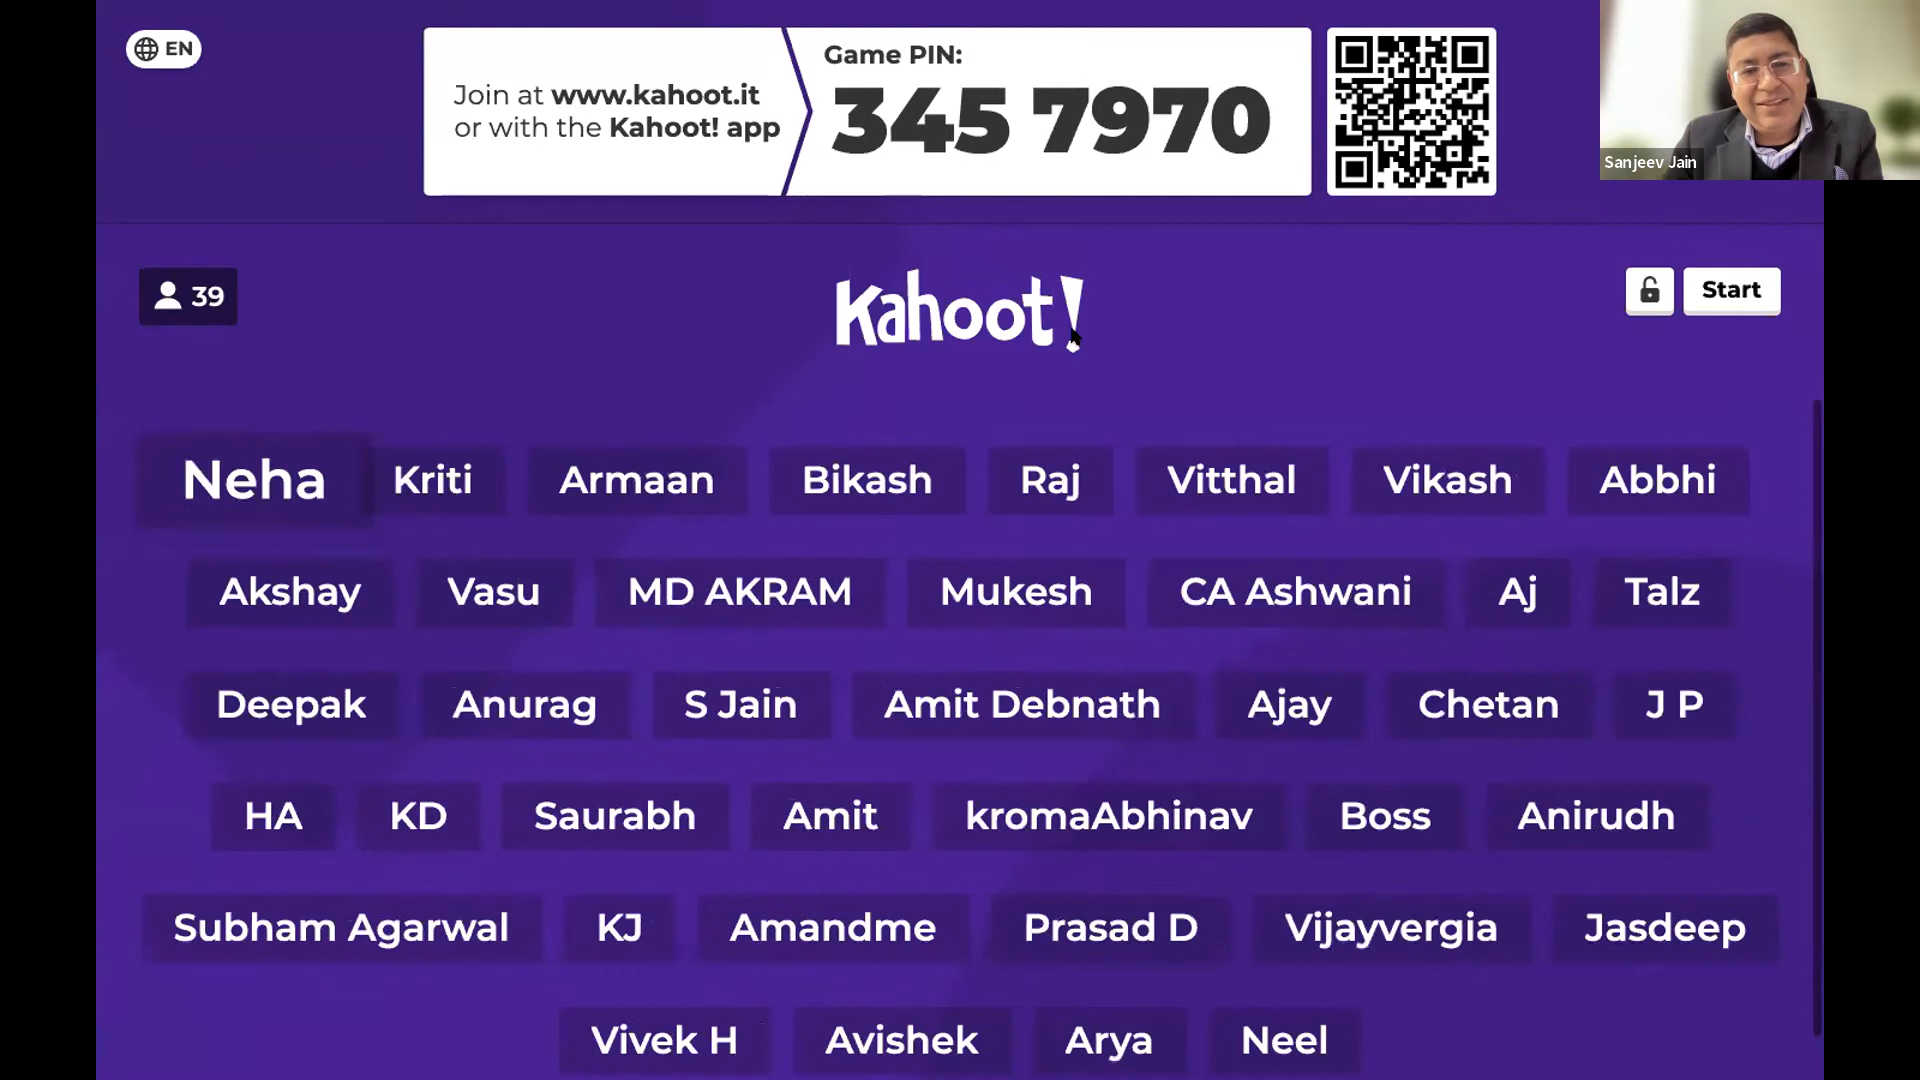 EN
Join at www.kahoot.it
or with the Kahoot! app
Game PIN:
345 7970
Sanjeev Jain
39
Kahoot!
Start
Neha Kriti Armaan Bikash Raj Vitthal Vikash Abbhi
Akshay Vasu MD AKRAM Mukesh CA Ashwani Aj Talz
Deepak Anurag S Jain Amit Debnath Ajay Chetan J P
HA KD Saurabh Amit kromaAbhinav Boss Anirudh
Subham Agarwal KJ Amandme Prasad D Vijayvergia Jasdeep
Vivek H Avishek Arya Neel